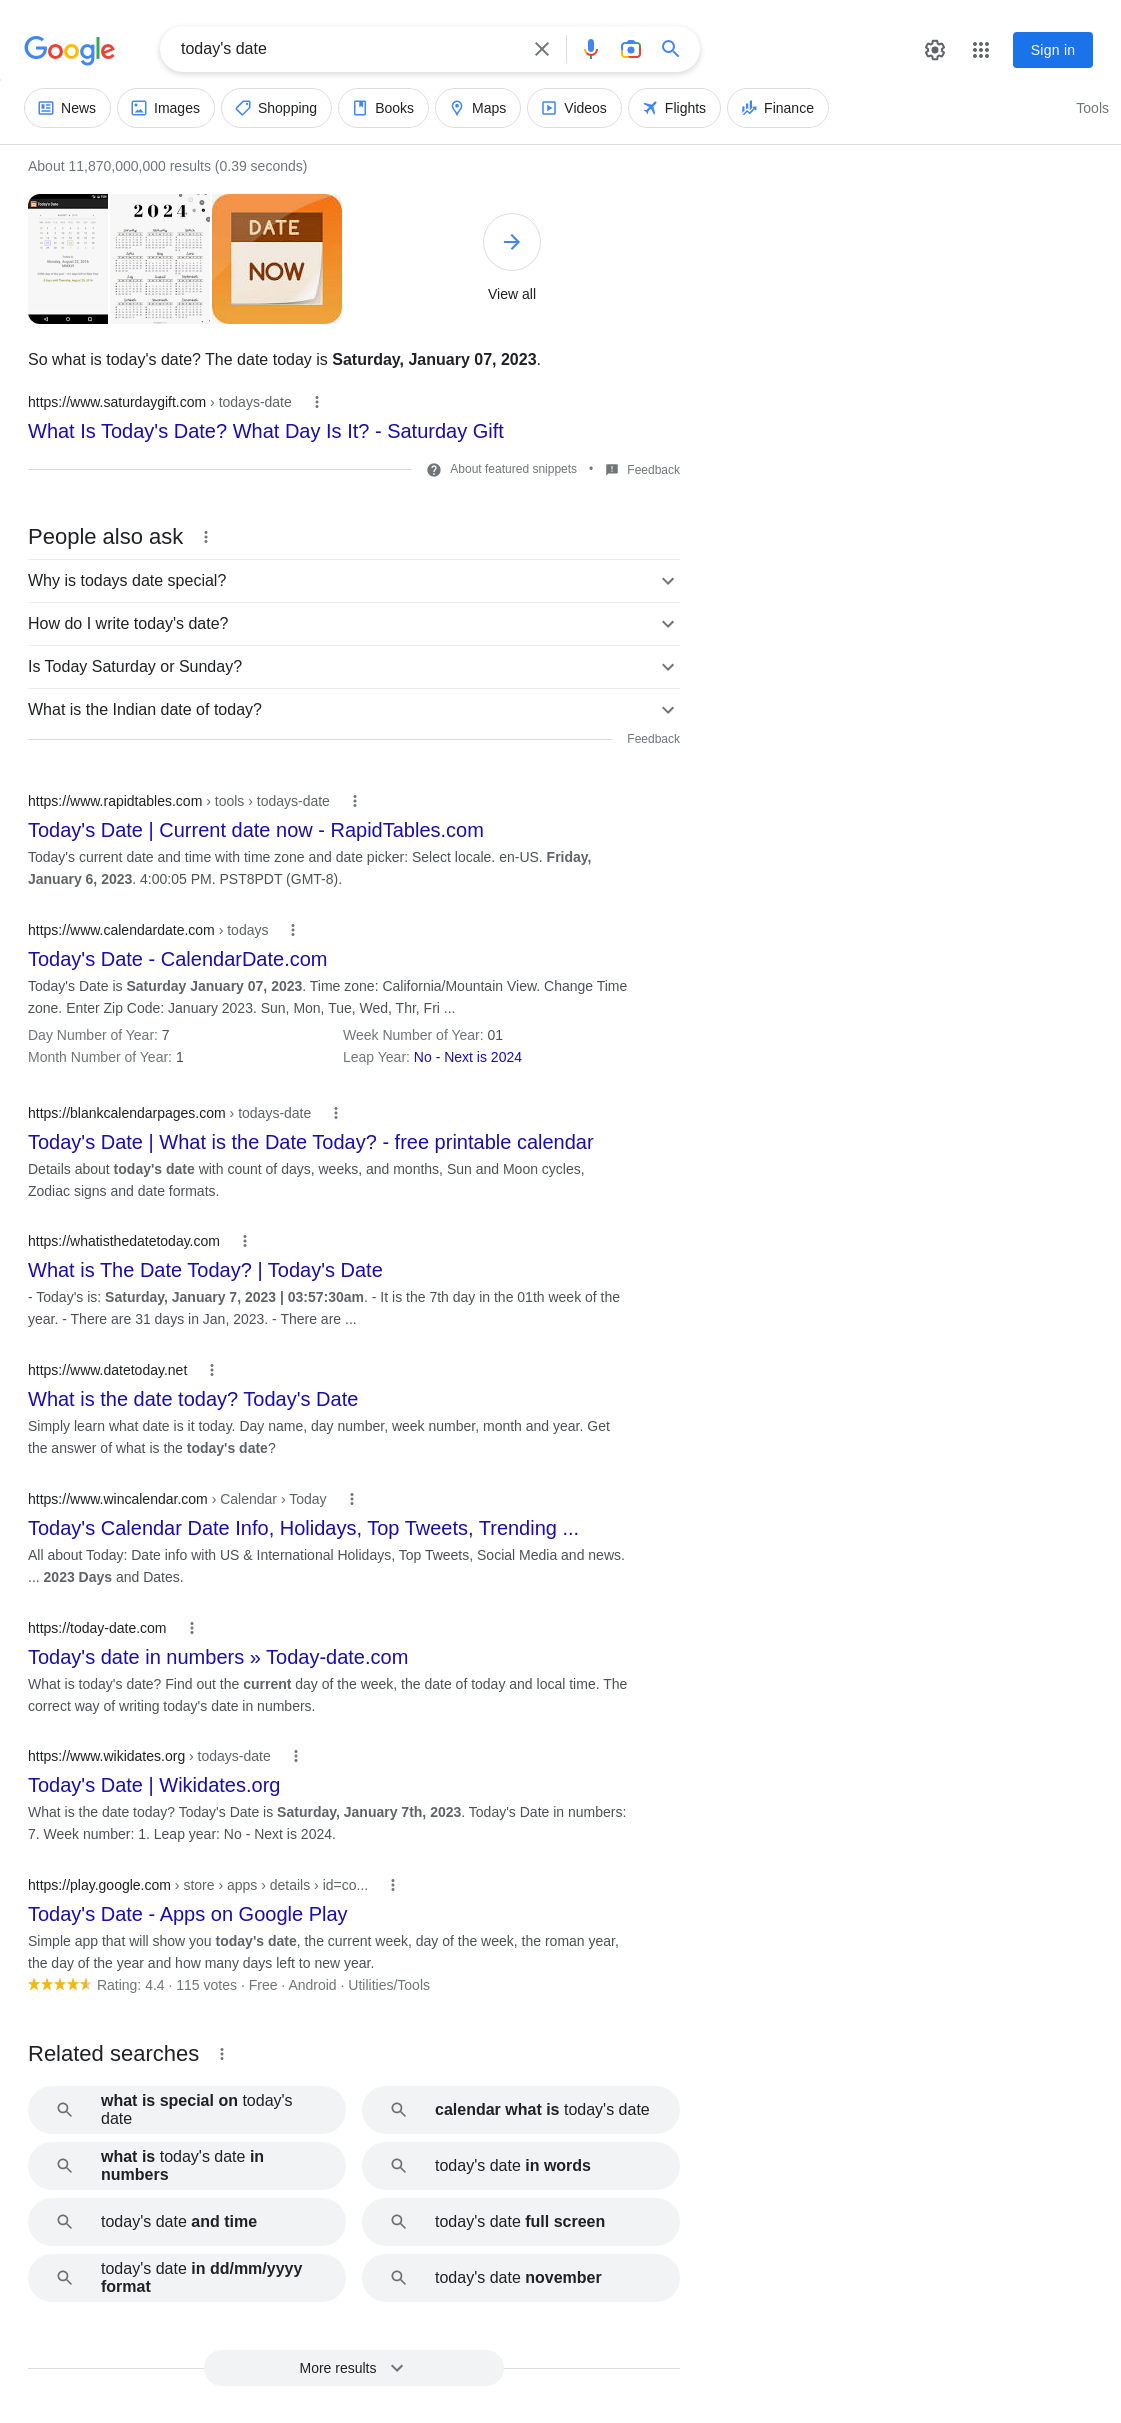 Google
today's date
Sign in
News
Images
Shopping
Books
Maps
Videos
Flights
Finance
Tools
About 11,870,000,000 results (0.39 seconds)
Today's Date
2024
DATE
NOW
View all
So what is today's date? The date today is Saturday, January 07, 2023.
https://www.saturdaygift.com › todays-date
What Is Today's Date? What Day Is It? - Saturday Gift
About featured snippets • Feedback
People also ask
Why is todays date special?
How do I write today's date?
Is Today Saturday or Sunday?
What is the Indian date of today?
Feedback
https://www.rapidtables.com › tools › todays-date
Today's Date | Current date now - RapidTables.com
Today's current date and time with time zone and date picker: Select locale. en-US. Friday,
January 6, 2023. 4:00:05 PM. PST8PDT (GMT-8).
https://www.calendardate.com › todays
Today's Date - CalendarDate.com
Today's Date is Saturday January 07, 2023. Time zone: California/Mountain View. Change Time
zone. Enter Zip Code: January 2023. Sun, Mon, Tue, Wed, Thr, Fri ...
Day Number of Year: 7
Week Number of Year: 01
Month Number of Year: 1
Leap Year: No - Next is 2024
https://blankcalendarpages.com › todays-date
Today's Date | What is the Date Today? - free printable calendar
Details about today's date with count of days, weeks, and months, Sun and Moon cycles,
Zodiac signs and date formats.
https://whatisthedatetoday.com
What is The Date Today? | Today's Date
- Today's is: Saturday, January 7, 2023 | 03:57:30am. - It is the 7th day in the 01th week of the
year. - There are 31 days in Jan, 2023. - There are ...
https://www.datetoday.net
What is the date today? Today's Date
Simply learn what date is it today. Day name, day number, week number, month and year. Get
the answer of what is the today's date?
https://www.wincalendar.com › Calendar › Today
Today's Calendar Date Info, Holidays, Top Tweets, Trending ...
All about Today: Date info with US & International Holidays, Top Tweets, Social Media and news.
... 2023 Days and Dates.
https://today-date.com
Today's date in numbers » Today-date.com
What is today's date? Find out the current day of the week, the date of today and local time. The
correct way of writing today's date in numbers.
https://www.wikidates.org › todays-date
Today's Date | Wikidates.org
What is the date today? Today's Date is Saturday, January 7th, 2023. Today's Date in numbers:
7. Week number: 1. Leap year: No - Next is 2024.
https://play.google.com › store › apps › details › id=co...
Today's Date - Apps on Google Play
Simple app that will show you today's date, the current week, day of the week, the roman year,
the day of the year and how many days left to new year.
Rating: 4.4 · 115 votes · Free · Android · Utilities/Tools
Related searches
what is special on today's
date
calendar what is today's date
what is today's date in
numbers
today's date in words
today's date and time
today's date full screen
today's date in dd/mm/yyyy
format
today's date november
More results